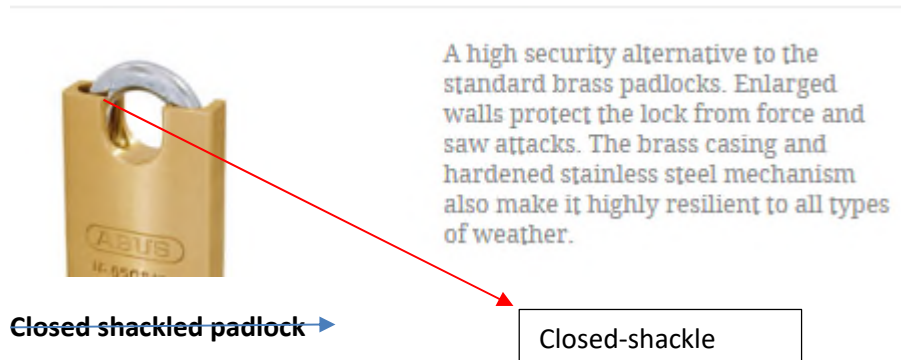 A high security alternative to the
standard brass padlocks. Enlarged
walls protect the lock from force and
saw attacks. The brass casing and
hardened stainless steel mechanism
also make it highly resilient to all types
of weather.
ABUS
Closed shackled padlock
Closed-shackle